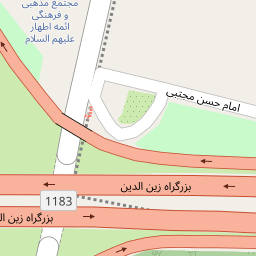 مجتمع مذهبی
و فرهنگی
ائمه اطهار
علیهم السلام
امام حسن مجتبی
بزرگراه زین الدین
1183
بزرگراه زین ال